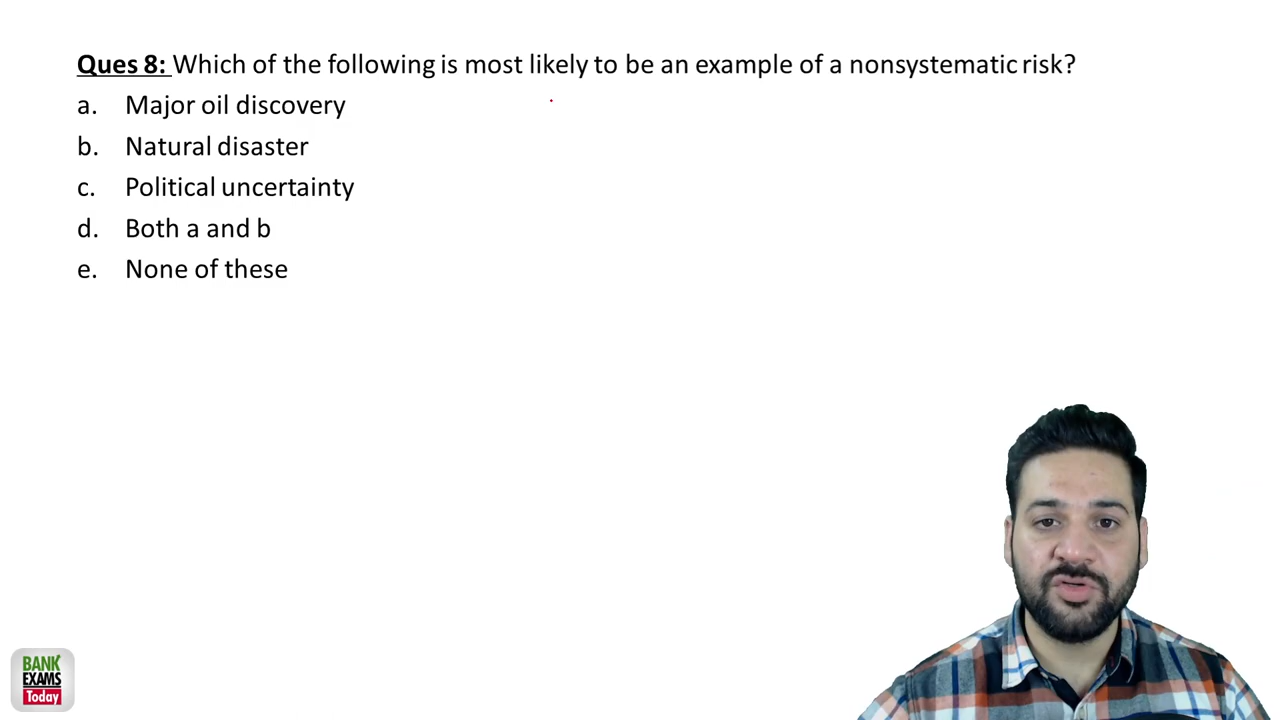 Ques 8: Which of the following is most likely to be an example of a nonsystematic risk?
a. Major oil discovery
b. Natural disaster
c. Political uncertainty
d. Both a and b
e. None of these
BANK
EXAMS
Today